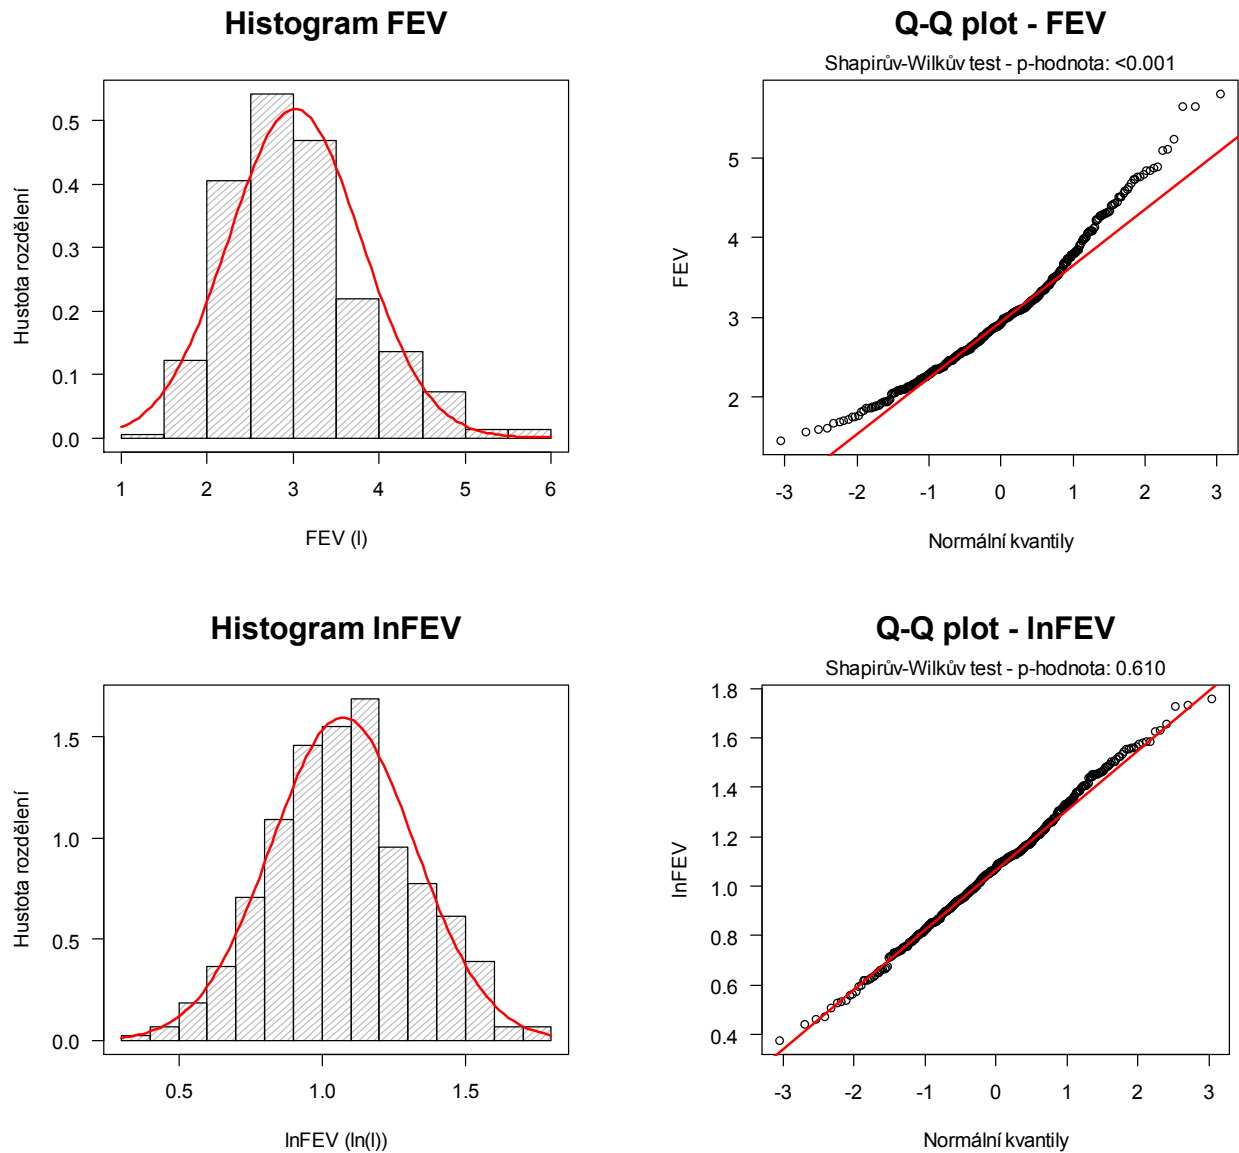 Histogram FEV
Hustota rozdělení
0.5
0.4
0.3
0.2
0.1
0.0
1 2 3 4 5 6
FEV (l)
Q-Q plot - FEV
Shapirův-Wilkův test - p-hodnota: <0.001
FEV
5
4
3
2
-3 -2 -1 0 1 2 3
Normální kvantily
Histogram lnFEV
Hustota rozdělení
1.5
1.0
0.5
0.0
0.5 1.0 1.5
lnFEV (ln(l))
Q-Q plot - lnFEV
Shapirův-Wilkův test - p-hodnota: 0.610
lnFEV
1.8
1.6
1.4
1.2
1.0
0.8
0.6
0.4
-3 -2 -1 0 1 2 3
Normální kvantily